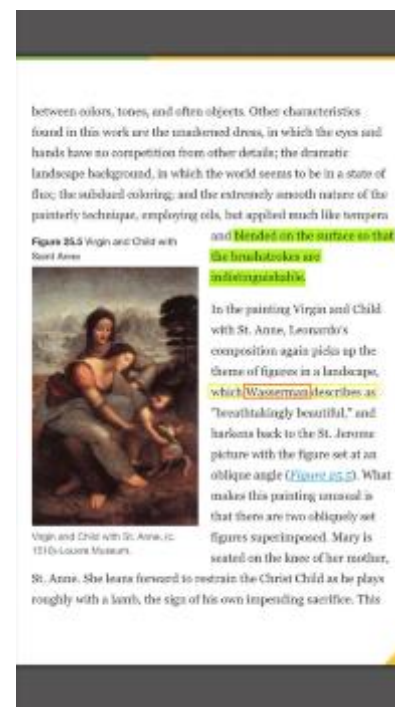 between colors, tones, and often objects. Other characteristics
found in this work are the unadorned dress, in which the eyes and
hands have no competition from other details; the dramatic
landscape background, in which the world seems to be in a state of
flux; the subdued coloring; and the extremely smooth nature of the
painterly technique, employing oils, but applied much like tempera
and blended on the surface so that
the brushstrokes are
indistinguishable.
Figure 25.5 Virgin and Child with
Saint Anne
In the painting Virgin and Child
with St. Anne, Leonardo's
composition again picks up the
theme of figures in a landscape,
which Wasserman describes as
"breathtakingly beautiful," and
harkens back to the St. Jerome
picture with the figure set at an
oblique angle (Figure 25.5). What
makes this painting unusual is
that there are two obliquely set
figures superimposed. Mary is
seated on the knee of her mother,
Virgin and Child with St. Anne, (c.
1510)-Louvre Museum.
St. Anne. She leans forward to restrain the Christ Child as he plays
roughly with a lamb, the sign of his own impending sacrifice. This